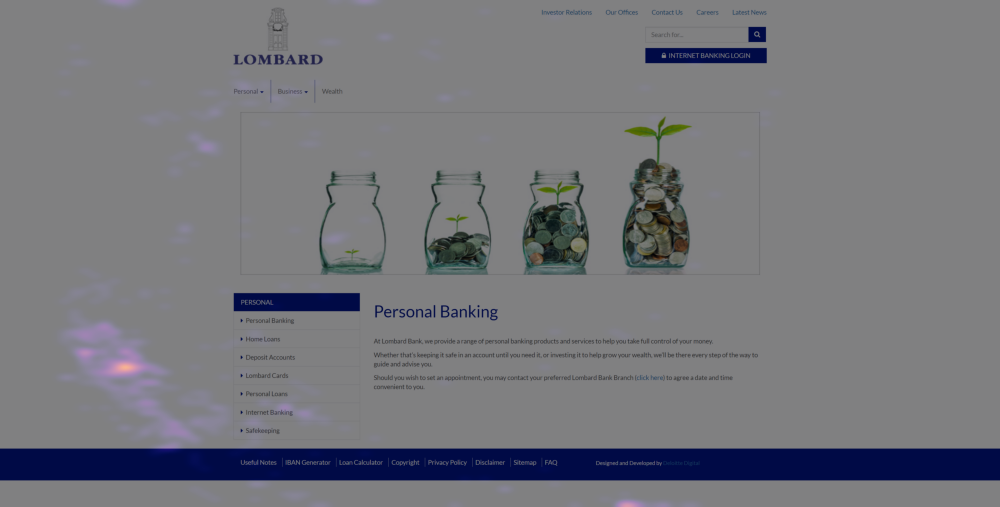 Investor Relations Our Offices Contact Us Careers Latest News
Search for...
INTERNET BANKING LOGIN
LOMBARD
Personal Business Wealth
PERSONAL
Personal Banking
Home Loans
Deposit Accounts
Lombard Cards
Personal Loans
Internet Banking
Safekeeping
Personal Banking
At Lombard Bank, we provide a range of personal banking products and services to help you take full control of your money.
Whether that's keeping it safe in an account until you need it, or investing it to help grow your wealth, we'll be there every step of the way to
guide and advise you.
Should you wish to set an appointment, you may contact your preferred Lombard Bank Branch (click here) to agree a date and time
convenient to you.
Useful Notes IBAN Generator Loan Calculator Copyright Privacy Policy Disclaimer Sitemap FAQ
Designed and Developed by Deloitte Digital